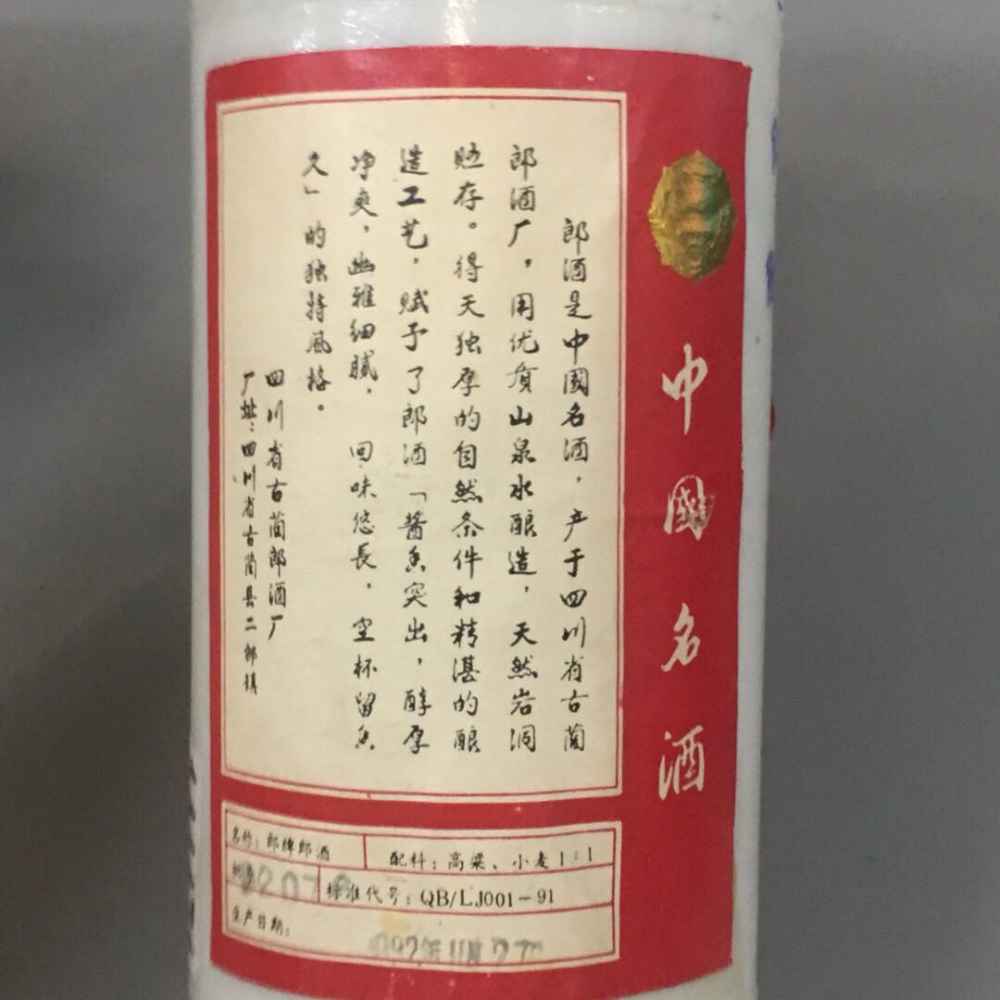 中國名酒
郎酒是中國名酒，产于四川省古蔺
郎酒厂，用优质山泉水酿造，天然岩洞
贮存。得天独厚的自然条件和精湛的酿
造工艺，赋予了郎酒「酱香突出，醇厚
净爽，幽雅细腻，回味悠長，空杯留香
久」的独特风格。
四川省古蔺郎酒厂
厂址：四川省古蔺县二郎镇
名称：郎牌郎酒
配料：高粱、小麦1:1
标准代号：QB/LJ001-91
生产日期：